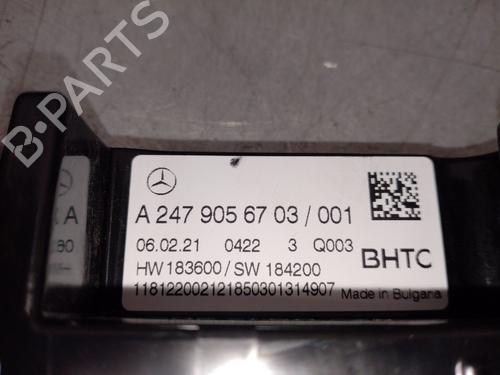 A 247 905 67 03 / 001
06.02.21 0422 3 Q003
HW 183600 / SW 184200
BHTC
118122002121850301314907
Made in Bulgaria
A
B-PARTS